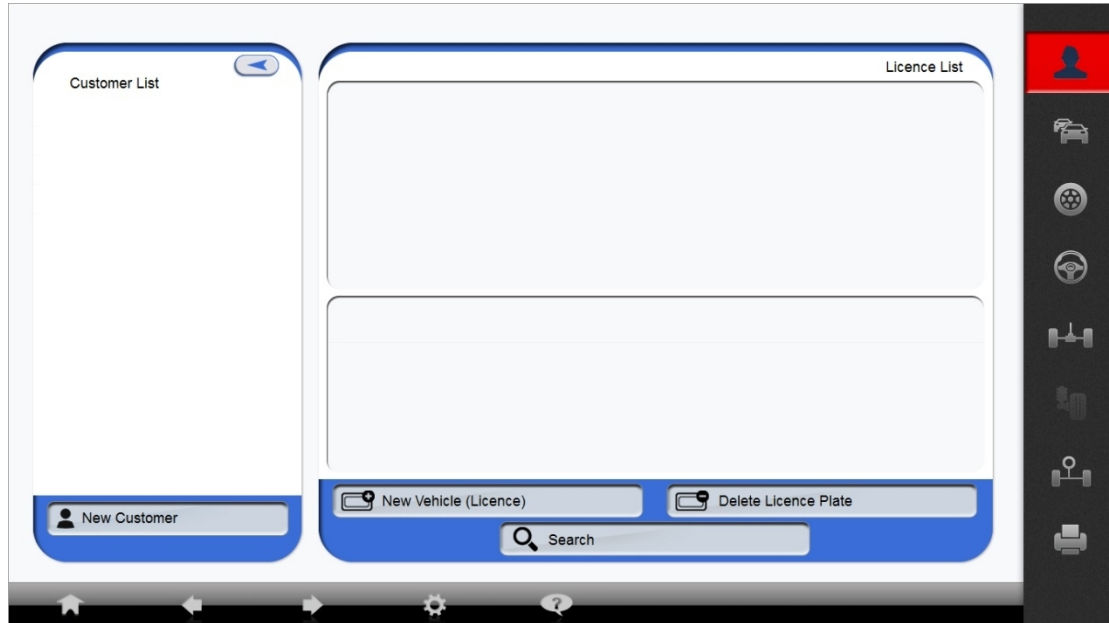 Customer List
Licence List
New Customer
New Vehicle (Licence)
Delete Licence Plate
Search